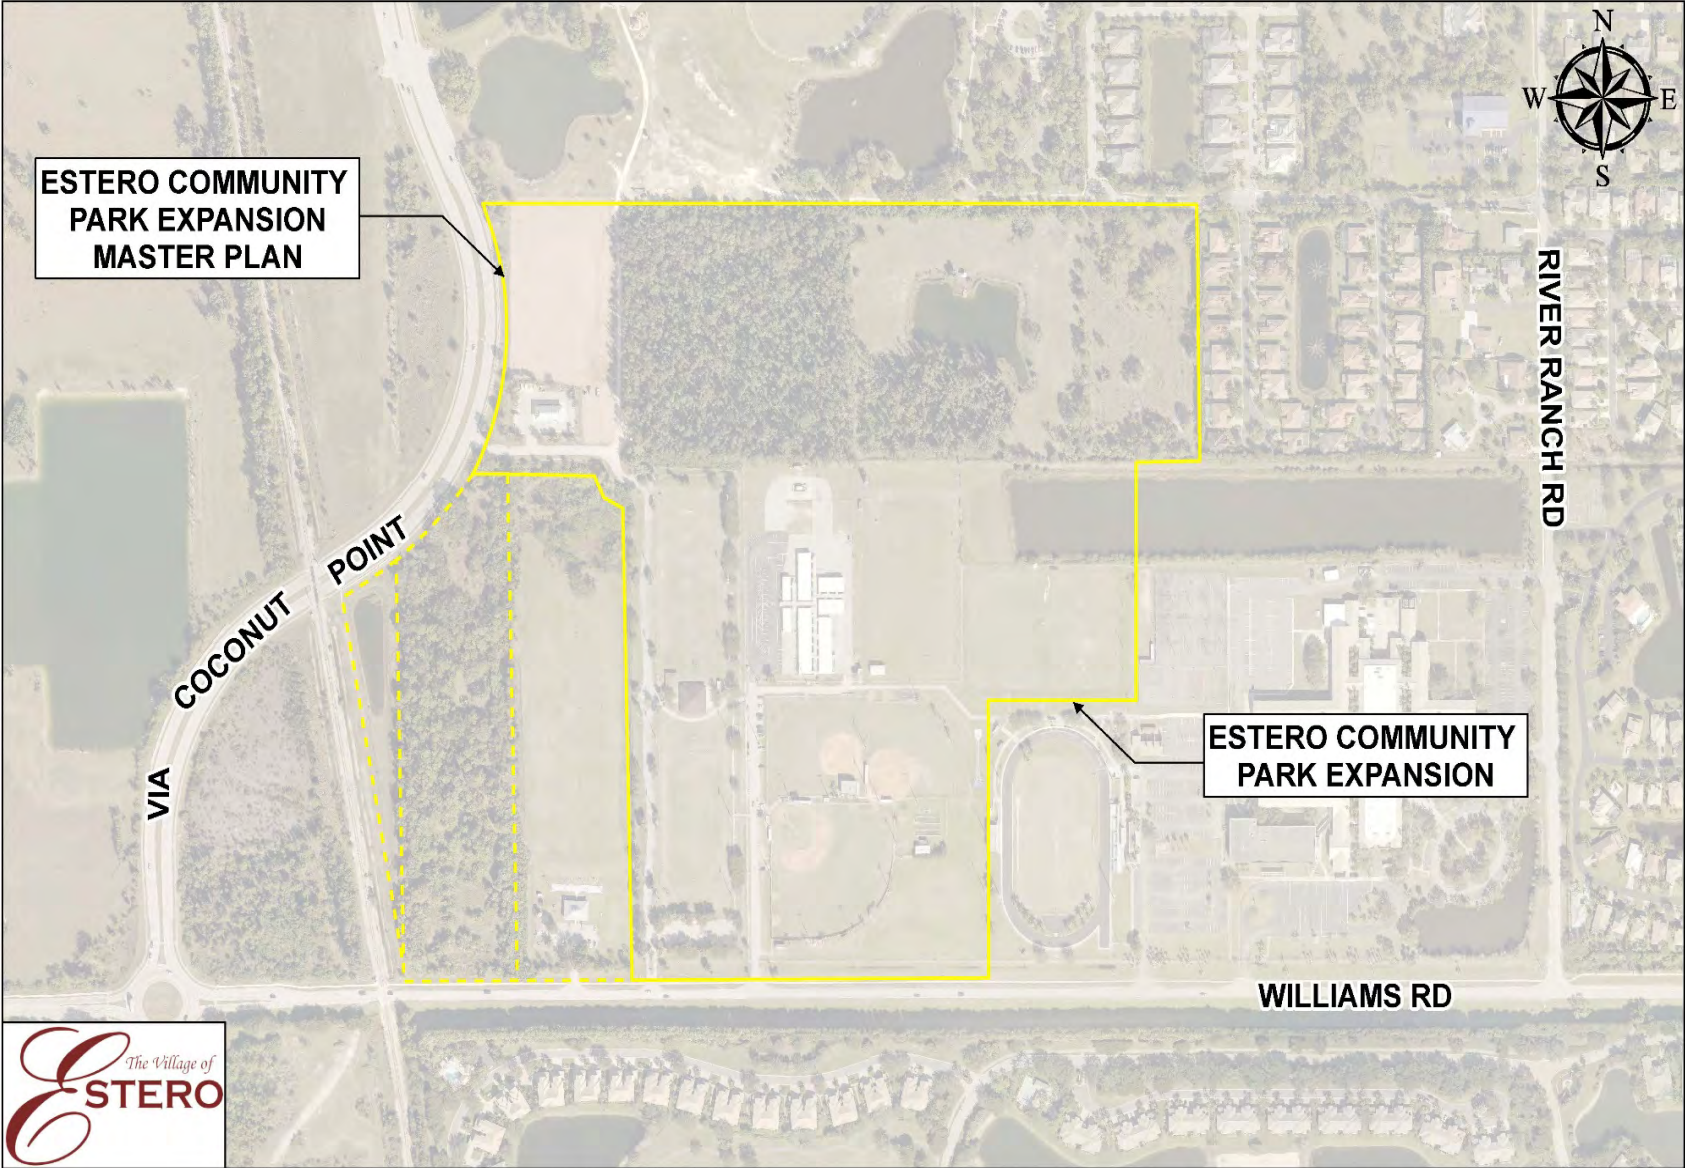 N
W
E
S
ESTERO COMMUNITY
PARK EXPANSION
MASTER PLAN
RIVER RANCH RD
VIA COCONUT POINT
ESTERO COMMUNITY
PARK EXPANSION
WILLIAMS RD
The Village of
ESTERO